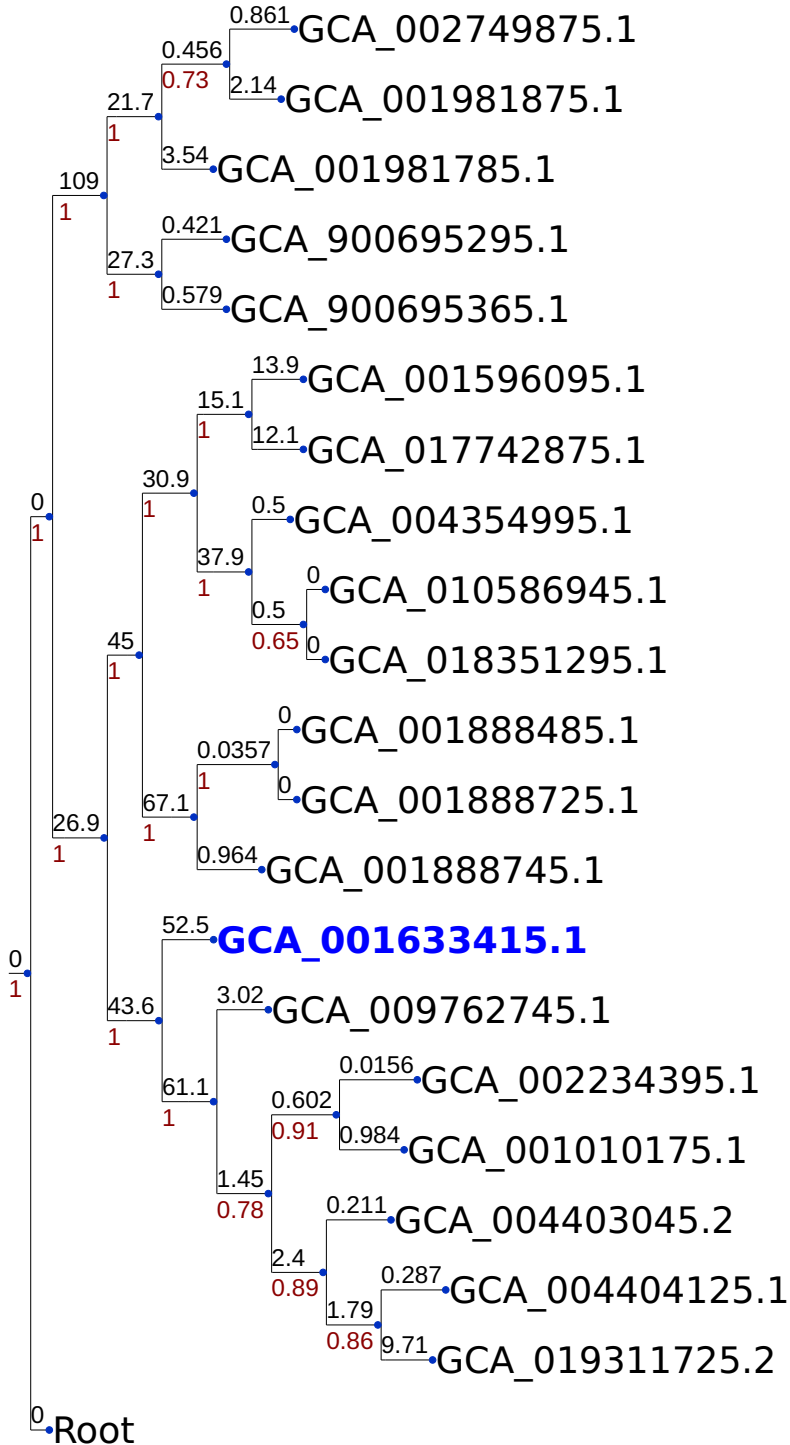 0.861
GCA_002749875.1
0.456
0.73
2.14
GCA_001981875.1
21.7
1
3.54
GCA_001981785.1
109
1
0.421
GCA_900695295.1
27.3
1
0.579
GCA_900695365.1
13.9
GCA_001596095.1
15.1
1
12.1
GCA_017742875.1
30.9
1
0
1
0.5
GCA_004354995.1
37.9
1
0
GCA_010586945.1
0.5
0.65
0
GCA_018351295.1
45
1
0
GCA_001888485.1
0.0357
1
0
GCA_001888725.1
67.1
1
26.9
1
0.964
GCA_001888745.1
52.5
GCA_001633415.1
0
1
43.6
1
3.02
GCA_009762745.1
61.1
1
0.0156
GCA_002234395.1
0.602
0.91
0.984
GCA_001010175.1
1.45
0.78
0.211
GCA_004403045.2
2.4
0.89
0.287
GCA_004404125.1
1.79
0.86
9.71
GCA_019311725.2
0
Root